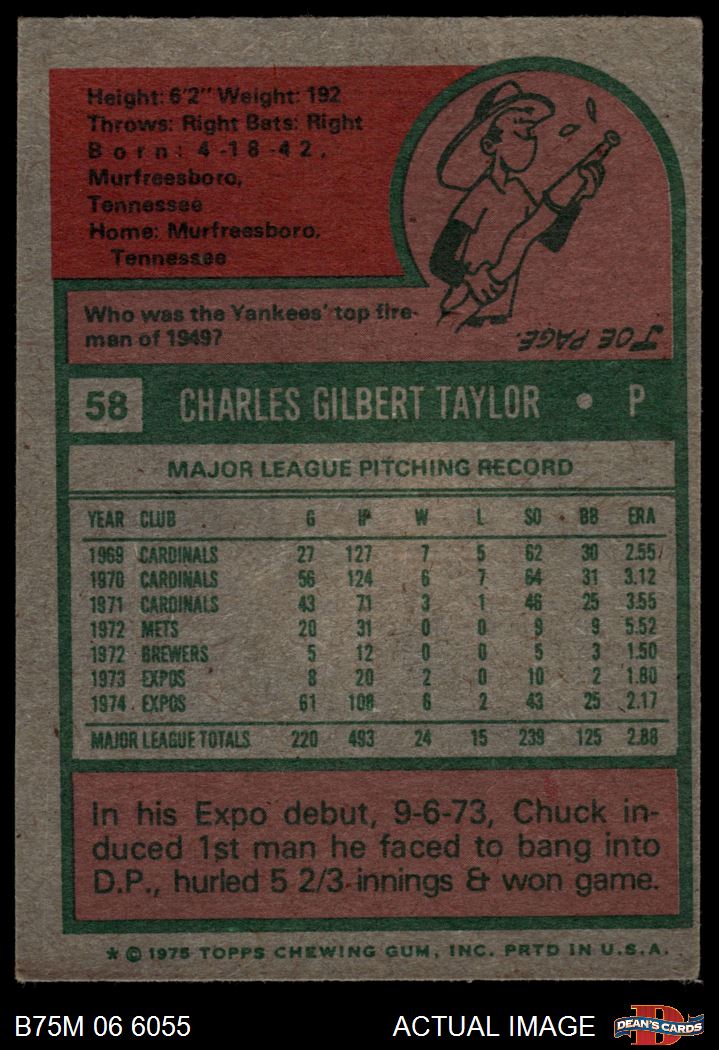 Height: 6'2" Weight: 192
Throws: Right Bats: Right
Born: 4-18-42,
Murfreesboro,
Tennessee
Home: Murfreesboro,
Tennessee
Who was the Yankees' top fire-
man of 1949?
JOE PAGE.
58 CHARLES GILBERT TAYLOR • P
MAJOR LEAGUE PITCHING RECORD
YEAR CLUB G IP W L SO BB ERA
1969 CARDINALS 27 127 7 5 62 30 2.55
1970 CARDINALS 56 124 6 7 64 31 3.12
1971 CARDINALS 43 71 3 1 46 25 3.55
1972 METS 20 31 0 0 9 9 5.52
1972 BREWERS 5 12 0 0 5 3 1.50
1973 EXPOS 8 20 2 0 10 2 1.80
1974 EXPOS 61 108 6 2 43 25 2.17
MAJOR LEAGUE TOTALS 220 493 24 15 239 125 2.88
In his Expo debut, 9-6-73, Chuck in-
duced 1st man he faced to bang into
D.P., hurled 5 2/3 innings & won game.
* © 1975 TOPPS CHEWING GUM, INC. PRTD IN U.S.A.
B75M 06 6055 ACTUAL IMAGE D DEAN'S CARDS